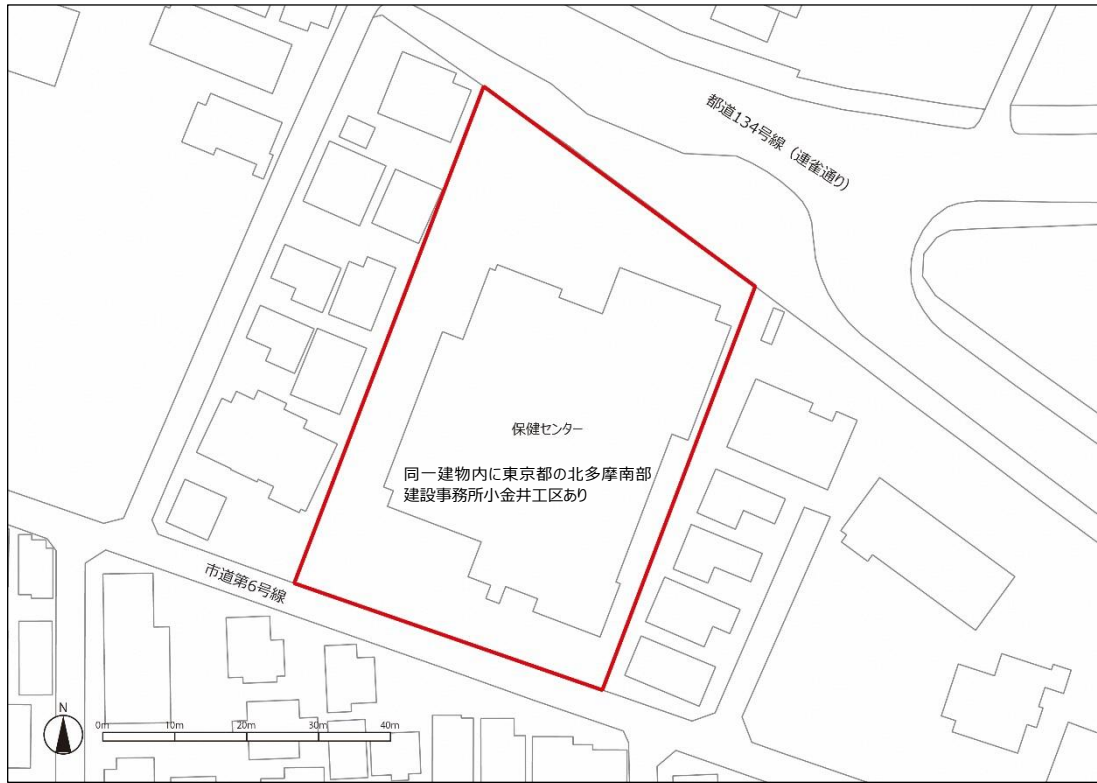 都道134号線（連雀通り）
保健センター
同一建物内に東京都の北多摩南部
建設事務所小金井工区あり
市道第6号線
N
0m 10m 20m 30m 40m